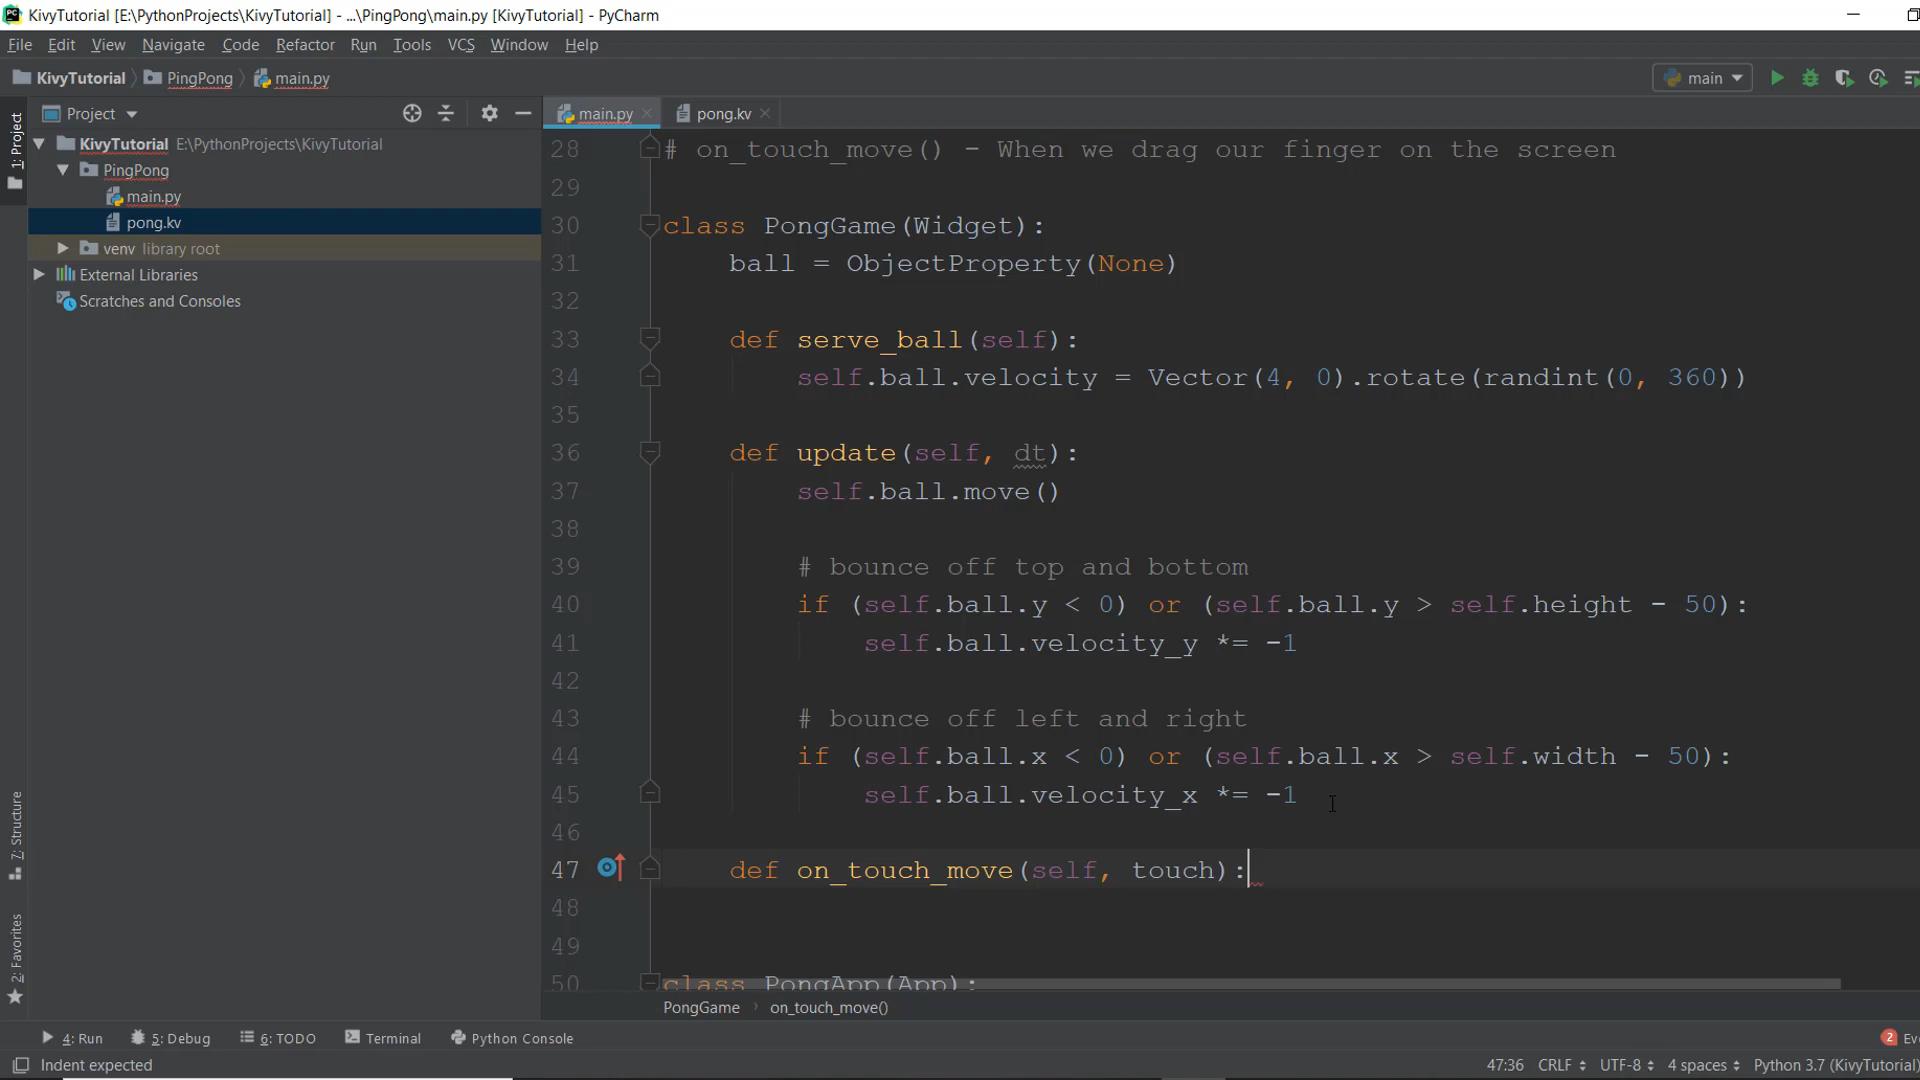 KivyTutorial [E:\PythonProjects\KivyTutorial] - ...\PingPong\main.py [KivyTutorial] - PyCharm
File Edit View Navigate Code Refactor Run Tools VCS Window Help
KivyTutorial PingPong main.py main
1: Project
Project
main.py pong.kv
KivyTutorial E:\PythonProjects\KivyTutorial
PingPong
main.py
pong.kv
venv library root
External Libraries
Scratches and Consoles
28 # on_touch_move() - When we drag our finger on the screen
29
30 class PongGame(Widget):
31 ball = ObjectProperty(None)
32
33 def serve_ball(self):
34 self.ball.velocity = Vector(4, 0).rotate(randint(0, 360))
35
36 def update(self, dt):
37 self.ball.move()
38
39 # bounce off top and bottom
40 if (self.ball.y < 0) or (self.ball.y > self.height - 50):
41 self.ball.velocity_y *= -1
42
43 # bounce off left and right
44 if (self.ball.x < 0) or (self.ball.x > self.width - 50):
45 self.ball.velocity_x *= -1
46
47 def on_touch_move(self, touch):
48
49
50 class PongApp(App):
7: Structure
2: Favorites
PongGame on_touch_move()
4: Run 5: Debug 6: TODO Terminal Python Console 2 Eve
Indent expected 47:36 CRLF UTF-8 4 spaces Python 3.7 (KivyTutorial)